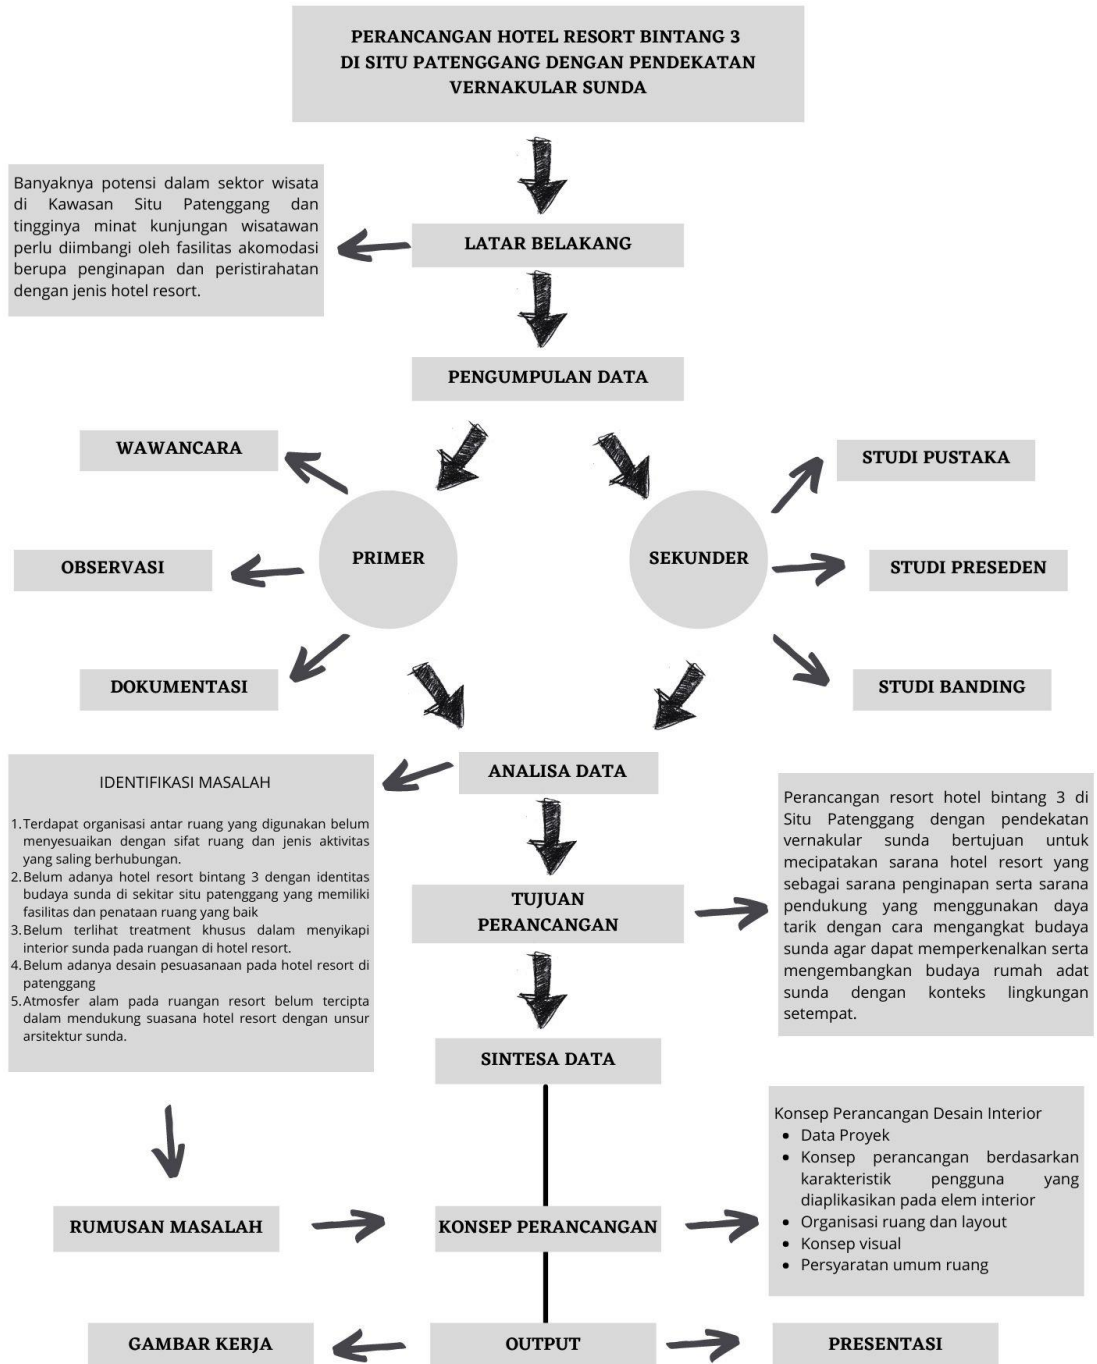 PERANCANGAN HOTEL RESORT BINTANG 3
DI SITU PATENGGANG DENGAN PENDEKATAN
VERNAKULAR SUNDA
Banyaknya potensi dalam sektor wisata
di Kawasan Situ Patenggang dan
tingginya minat kunjungan wisatawan
perlu diimbangi oleh fasilitas akomodasi
berupa penginapan dan peristirahatan
dengan jenis hotel resort.
LATAR BELAKANG
PENGUMPULAN DATA
WAWANCARA
OBSERVASI
DOKUMENTASI
PRIMER
SEKUNDER
STUDI PUSTAKA
STUDI PRESEDEN
STUDI BANDING
ANALISA DATA
IDENTIFIKASI MASALAH
1. Terdapat organisasi antar ruang yang digunakan belum
menyesuaikan dengan sifat ruang dan jenis aktivitas
yang saling berhubungan.
2. Belum adanya hotel resort bintang 3 dengan identitas
budaya sunda di sekitar situ patenggang yang memiliki
fasilitas dan penataan ruang yang baik
3. Belum terlihat treatment khusus dalam menyikapi
interior sunda pada ruangan di hotel resort.
4. Belum adanya desain pesuasanaan pada hotel resort di
patenggang
5. Atmosfer alam pada ruangan resort belum tercipta
dalam mendukung suasana hotel resort dengan unsur
arsitektur sunda.
TUJUAN
PERANCANGAN
Perancangan resort hotel bintang 3 di
Situ Patenggang dengan pendekatan
vernakular sunda bertujuan untuk
mecipatakan sarana hotel resort yang
sebagai sarana penginapan serta sarana
pendukung yang menggunakan daya
tarik dengan cara mengangkat budaya
sunda agar dapat memperkenalkan serta
mengembangkan budaya rumah adat
sunda dengan konteks lingkungan
setempat.
SINTESA DATA
RUMUSAN MASALAH
KONSEP PERANCANGAN
Konsep Perancangan Desain Interior
• Data Proyek
• Konsep perancangan berdasarkan
karakteristik pengguna yang
diaplikasikan pada elem interior
• Organisasi ruang dan layout
• Konsep visual
• Persyaratan umum ruang
GAMBAR KERJA
OUTPUT
PRESENTASI